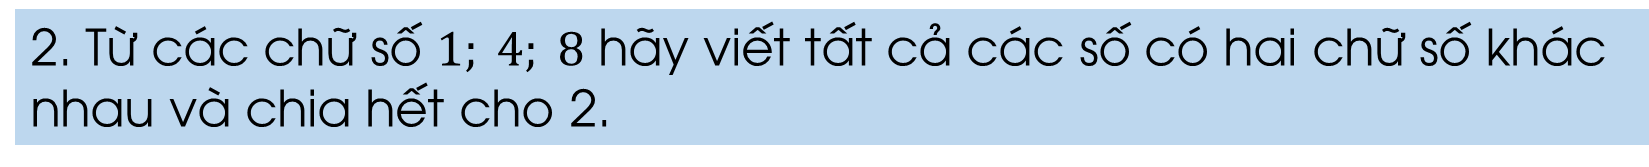 2. Từ các chữ số 1; 4; 8 hãy viết tất cả các số có hai chữ số khác
nhau và chia hết cho 2.